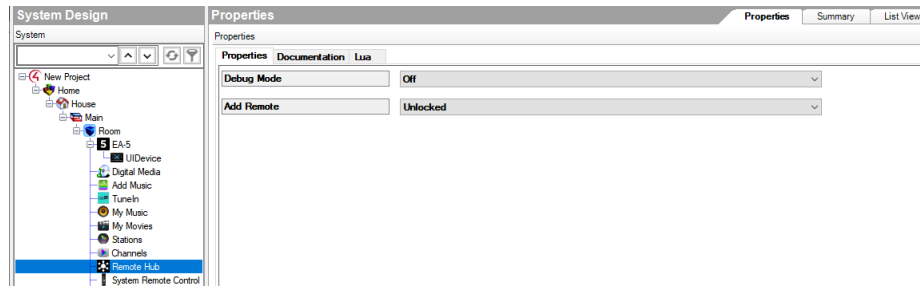 System Design
System
New Project
Home
House
Main
Room
5 EA-5
UIDevice
Digital Media
Add Music
TuneIn
My Music
My Movies
Stations
Channels
Remote Hub
System Remote Control
Properties
Properties Summary List View
Properties
Properties Documentation Lua
Debug Mode Off
Add Remote Unlocked